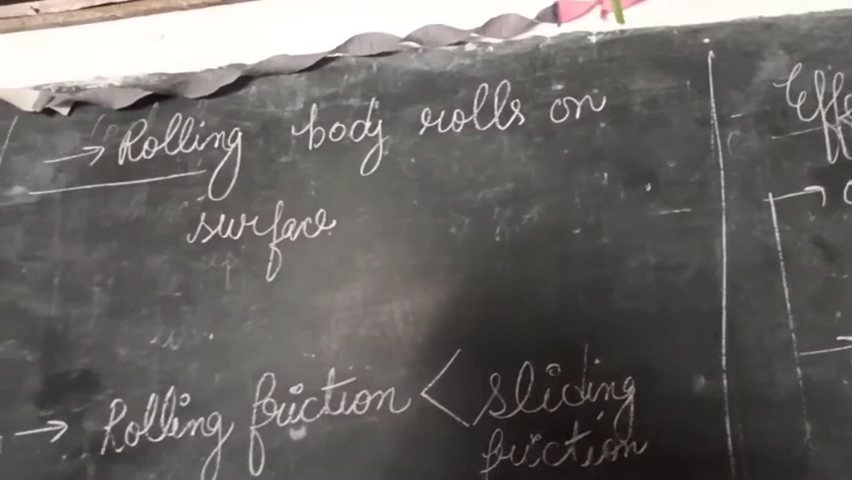 → Rolling body rolls on
surface
→ Rolling friction < sliding
friction